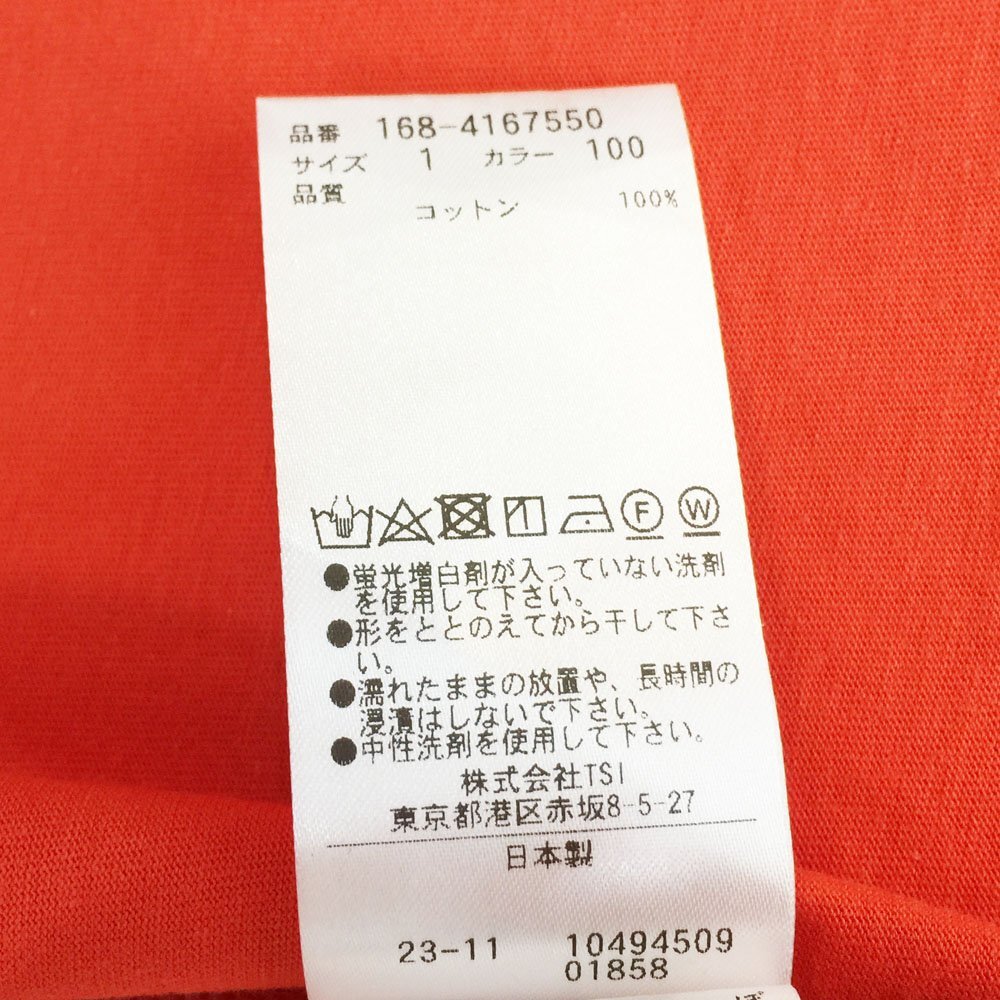 品番 168-4167550
サイズ 1 カラー 100
品質
コットン 100%
F W
●蛍光増白剤が入っていない洗剤
を使用して下さい。
●形をととのえてから干して下さ
い。
●濡れたままの放置や、長時間の
浸漬はしないで下さい。
●中性洗剤を使用して下さい。
株式会社TSI
東京都港区赤坂8-5-27
日本製
23-11 10494509
01858